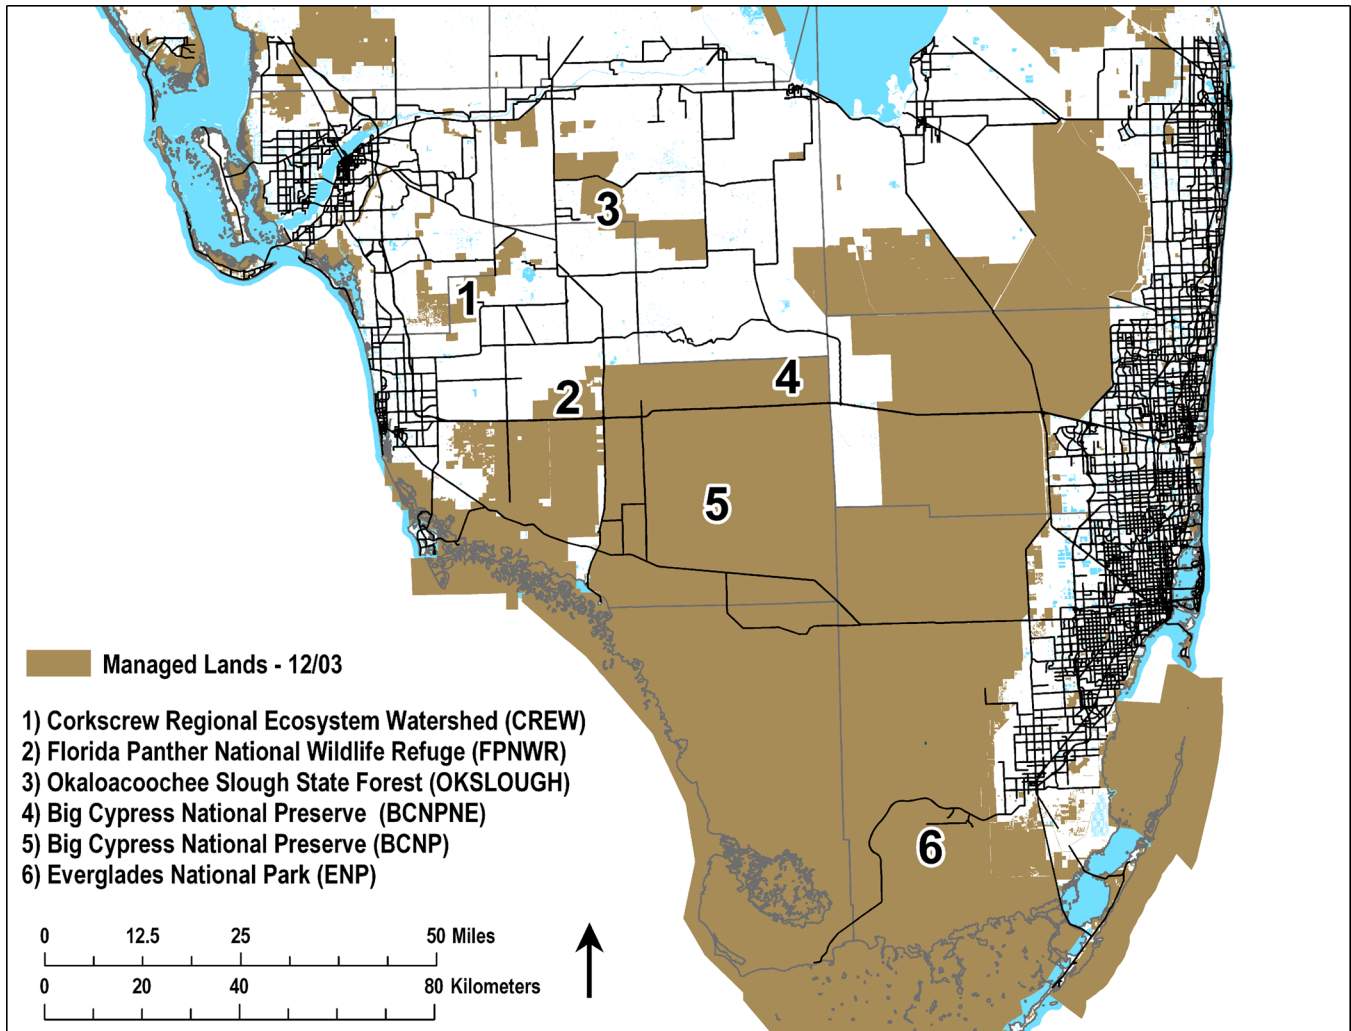 1
2
3
4
5
6
Managed Lands - 12/03
1) Corkscrew Regional Ecosystem Watershed (CREW)
2) Florida Panther National Wildlife Refuge (FPNWR)
3) Okaloacoochee Slough State Forest (OKSLOUGH)
4) Big Cypress National Preserve (BCNPNE)
5) Big Cypress National Preserve (BCNP)
6) Everglades National Park (ENP)
0 12.5 25 50 Miles
0 20 40 80 Kilometers